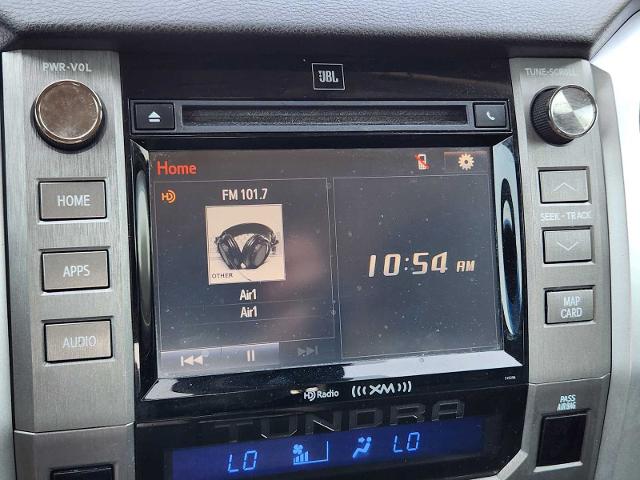 PWR•VOL
JBL
TUNE•SCROLL
Home
HD
FM 101.7
HOME
OTHER
SEEK • TRACK
10:54 AM
APPS
Air1
Air1
MAP
CARD
AUDIO
HD Radio
((( XM )))
TUNDRA
PASS
AIRBAG
LO
LO